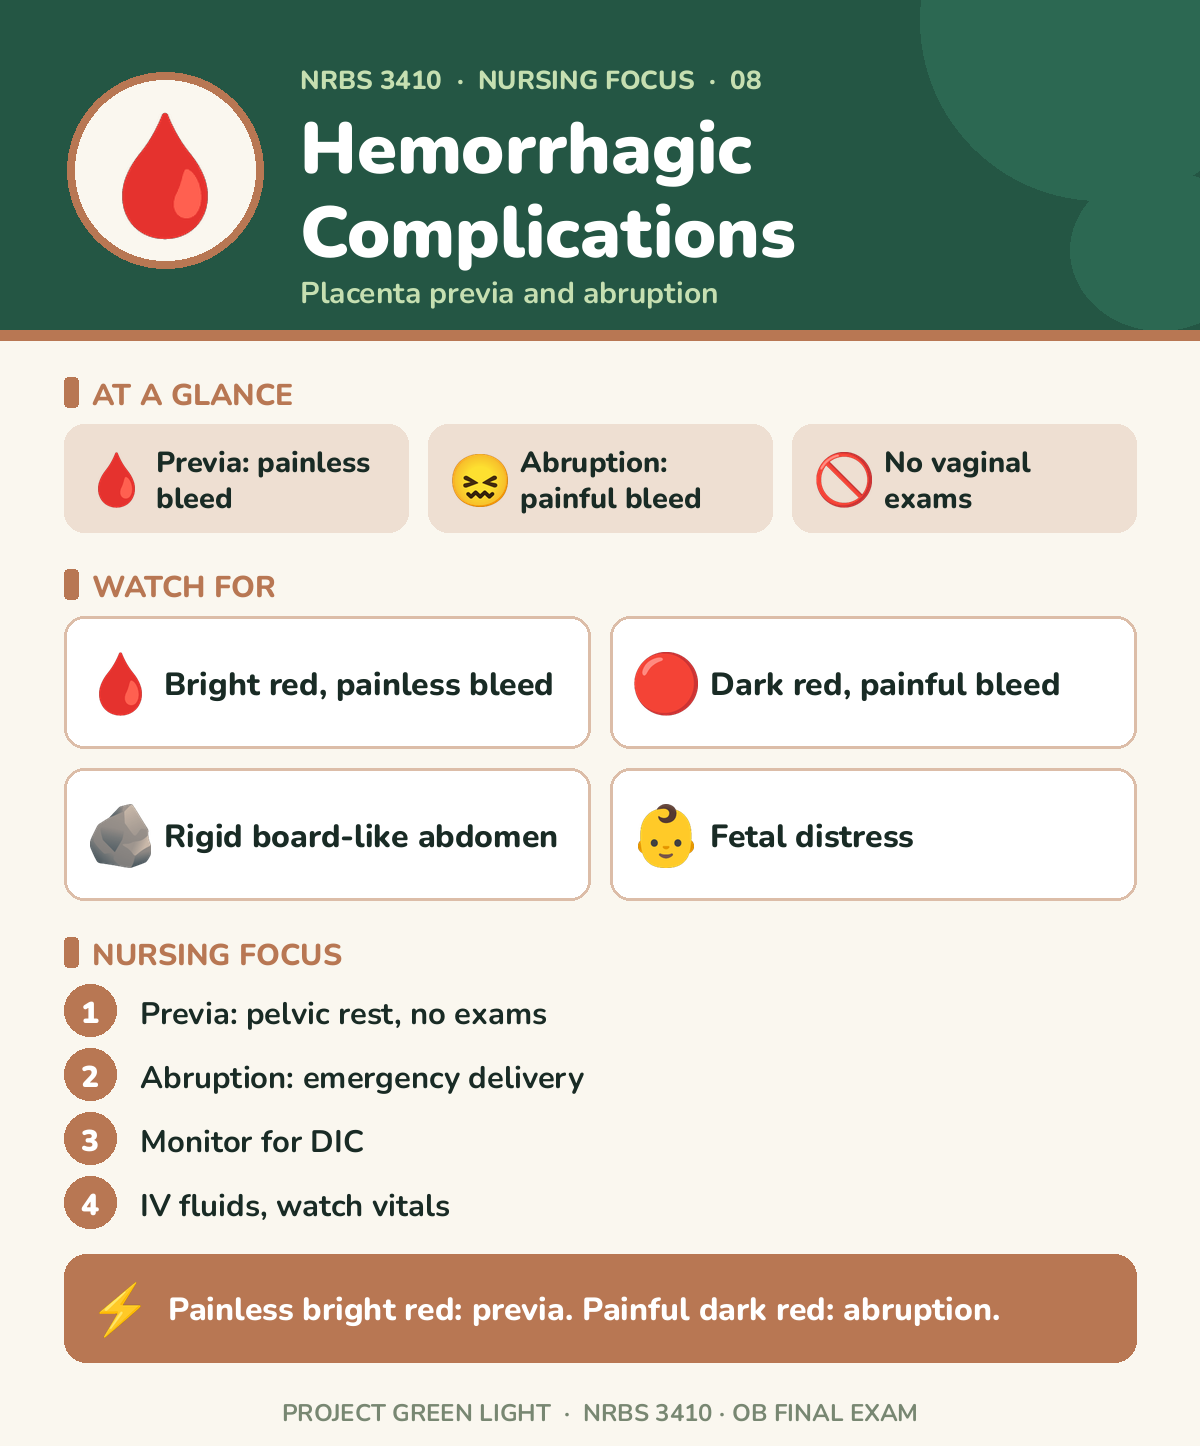 NRBS 3410 · NURSING FOCUS · 08
Hemorrhagic
Complications
Placenta previa and abruption
AT A GLANCE
Previa: painless
bleed
Abruption:
painful bleed
No vaginal
exams
WATCH FOR
Bright red, painless bleed
Dark red, painful bleed
Rigid board-like abdomen
Fetal distress
NURSING FOCUS
1 Previa: pelvic rest, no exams
2 Abruption: emergency delivery
3 Monitor for DIC
4 IV fluids, watch vitals
Painless bright red: previa. Painful dark red: abruption.
PROJECT GREEN LIGHT · NRBS 3410 · OB FINAL EXAM